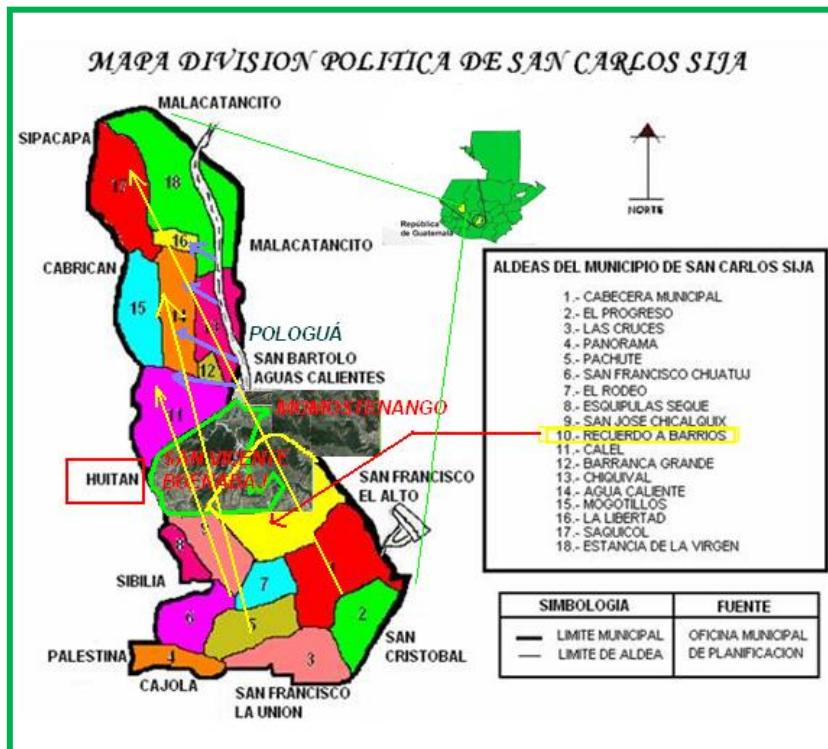 MAPA DIVISION POLITICA DE SAN CARLOS SIJA
MALACATANCITO
SIPACAPA
17
18
16
MALACATANCITO
CABRICAN
15
14
13
POLOGUÁ
SAN BARTOLO
AGUAS CALIENTES
12
11
MOMOSTENANGO
SAN VICENTE
BUENABAJ
HUITAN
SAN FRANCISCO
EL ALTO
9
8
SIBILIA
7
1
6
5
2
SAN
CRISTOBAL
PALESTINA
4
3
CAJOLA
SAN FRANCISCO
LA UNION
República
de Guatemala
NORTE
ALDEAS DEL MUNICIPIO DE SAN CARLOS SIJA
1.- CABECERA MUNICIPAL
2.- EL PROGRESO
3.- LAS CRUCES
4.- PANORAMA
5.- PACHUTE
6.- SAN FRANCISCO CHUATUJ
7.- EL RODEO
8.- ESQUIPULAS SEQUE
9.- SAN JOSE CHICALQUIX
10.- RECUERDO A BARRIOS
11.- CALEL
12.- BARRANCA GRANDE
13.- CHIQUIVAL
14.- AGUA CALIENTE
15.- MOGOTILLOS
16.- LA LIBERTAD
17.- SAQUICOL
18.- ESTANCIA DE LA VIRGEN
SIMBOLOGIA
FUENTE
LIMITE MUNICIPAL
LIMITE DE ALDEA
OFICINA MUNICIPAL
DE PLANIFICACION